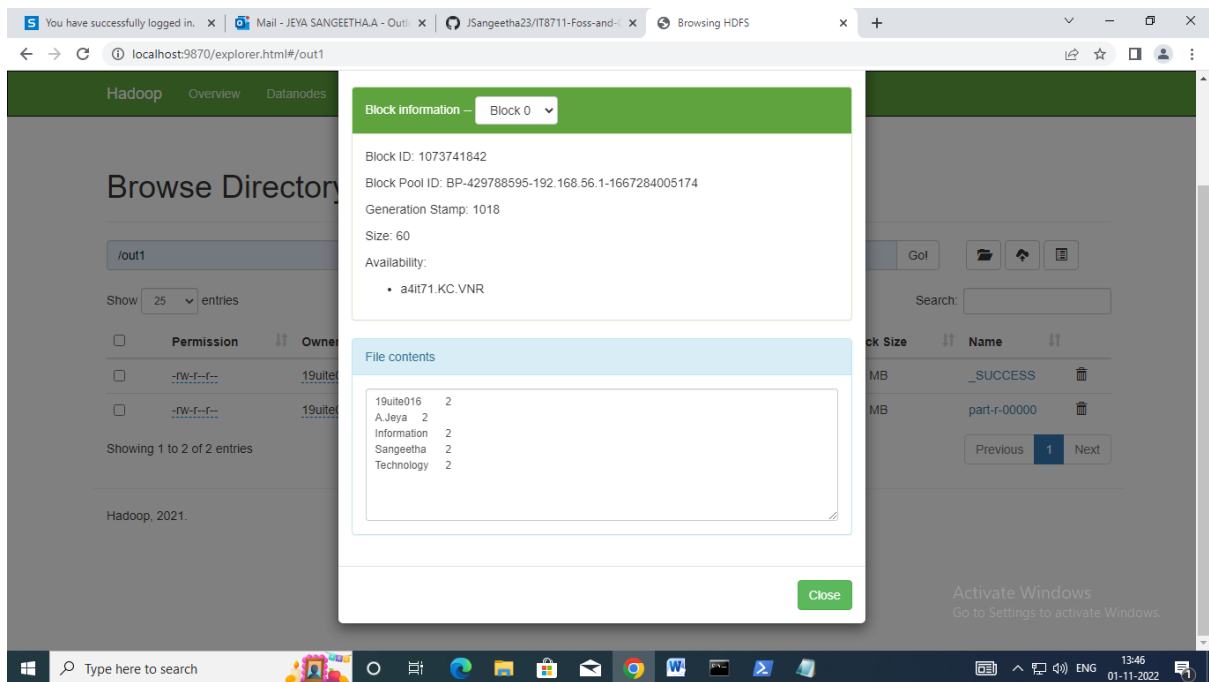 You have successfully logged in.
Mail - JEYA SANGEETHA.A - Outl
JSangeetha23/IT8711-Foss-and-
Browsing HDFS
localhost:9870/explorer.html#/out1
Hadoop Overview Datanodes
Block information -- Block 0
Block ID: 1073741842
Block Pool ID: BP-429788595-192.168.56.1-1667284005174
Generation Stamp: 1018
Size: 60
Availability:
• a4it71.KC.VNR
File contents
19uite016 2
A.Jeya 2
Information 2
Sangeetha 2
Technology 2
Close
Browse Directory
/out1 Go!
Show 25 entries Search:
Permission Owner ck Size Name
-rw-r--r-- 19uite0 MB _SUCCESS
-rw-r--r-- 19uite0 MB part-r-00000
Showing 1 to 2 of 2 entries Previous 1 Next
Hadoop, 2021.
Activate Windows
Go to Settings to activate Windows.
Type here to search
ENG 13:46
01-11-2022